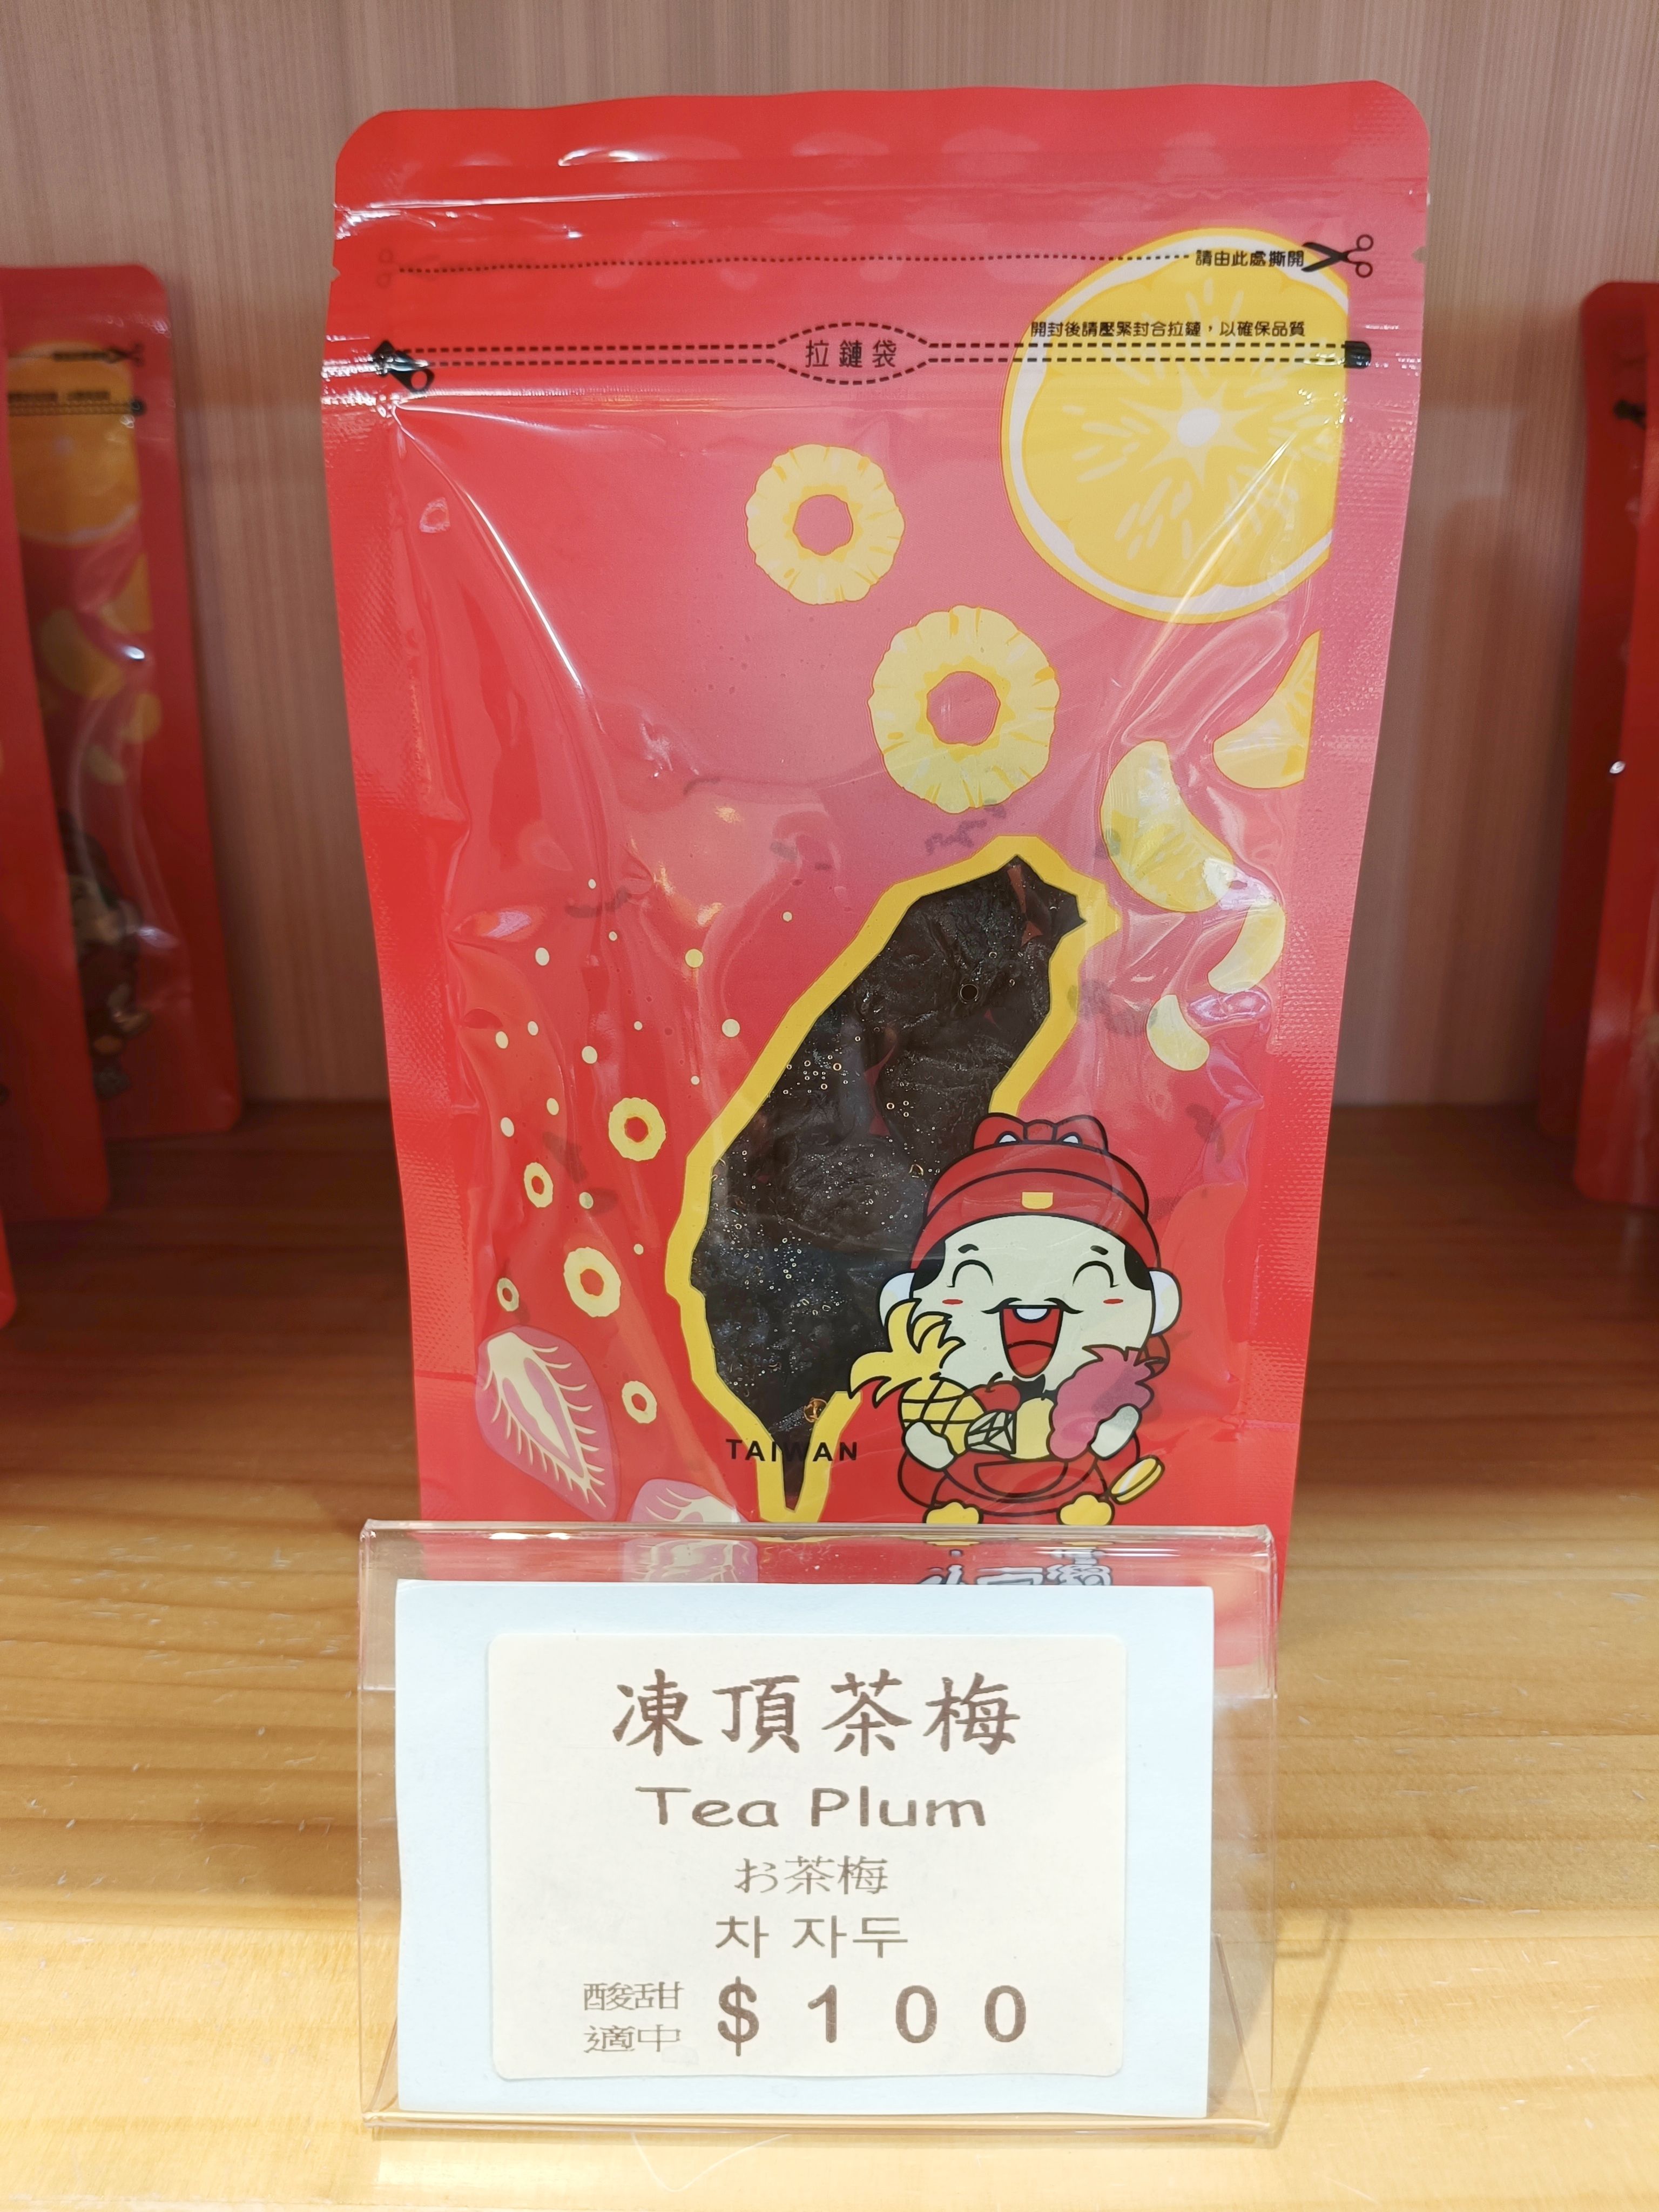 請由此處撕開
開封後請壓緊封合拉鏈，以確保品質
拉鏈袋
TAIWAN
凍頂茶梅
Tea Plum
お茶梅
차 자두
酸甜
適中
$100